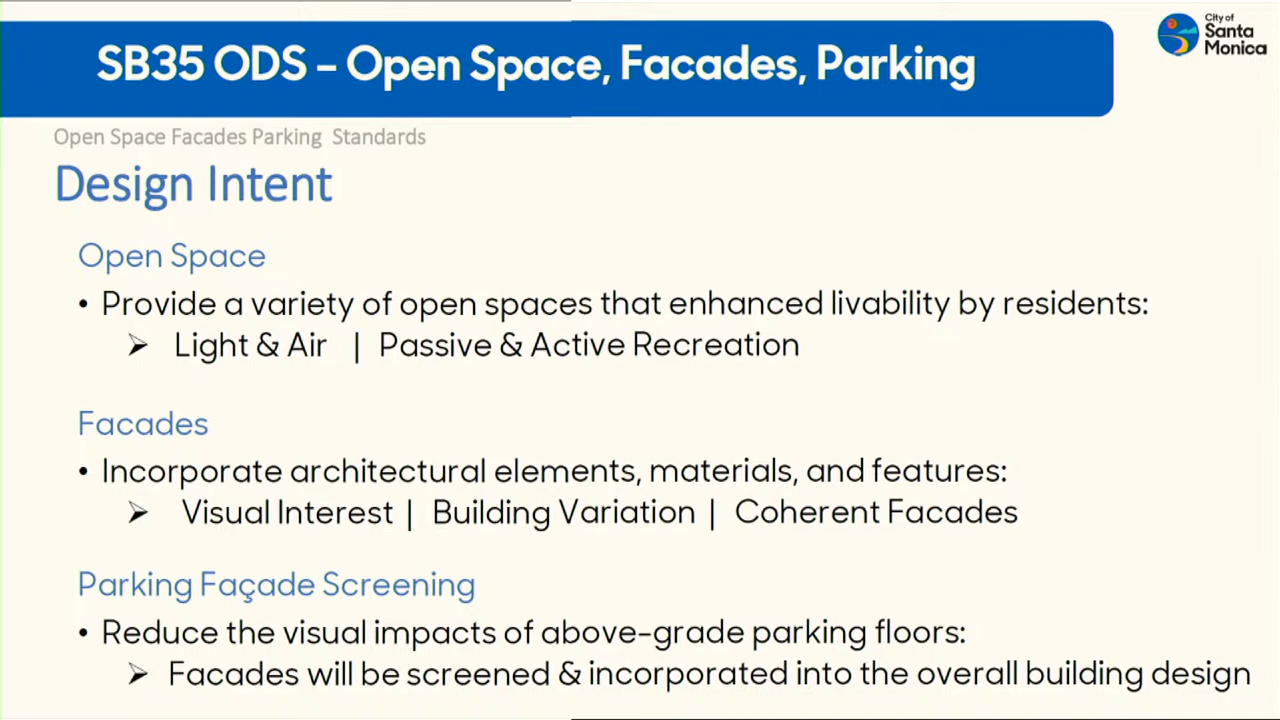 SB35 ODS – Open Space, Facades, Parking
City of
Santa
Monica
Open Space Facades Parking Standards
Design Intent
Open Space
• Provide a variety of open spaces that enhanced livability by residents:
➢ Light & Air | Passive & Active Recreation
Facades
• Incorporate architectural elements, materials, and features:
➢ Visual Interest | Building Variation | Coherent Facades
Parking Façade Screening
• Reduce the visual impacts of above-grade parking floors:
➢ Facades will be screened & incorporated into the overall building design